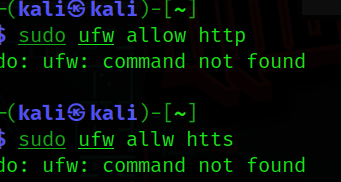 -(kali㉿kali)-[~]
$ sudo ufw allow http
do: ufw: command not found
-(kali㉿kali)-[~]
$ sudo ufw allw htts
do: ufw: command not found